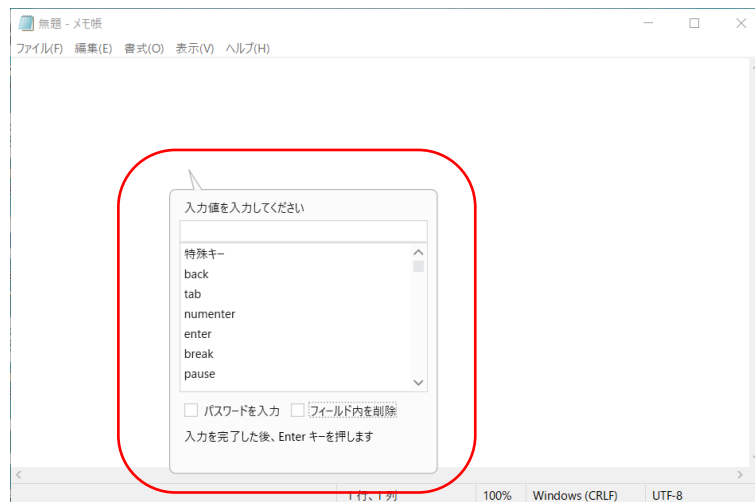 無題 - メモ帳
ファイル(F) 編集(E) 書式(O) 表示(V) ヘルプ(H)
入力値を入力してください
特殊キー
back
tab
numenter
enter
break
pause
パスワードを入力 フィールド内を削除
入力を完了した後、Enter キーを押します
1 行、1 列 100% Windows (CRLF) UTF-8